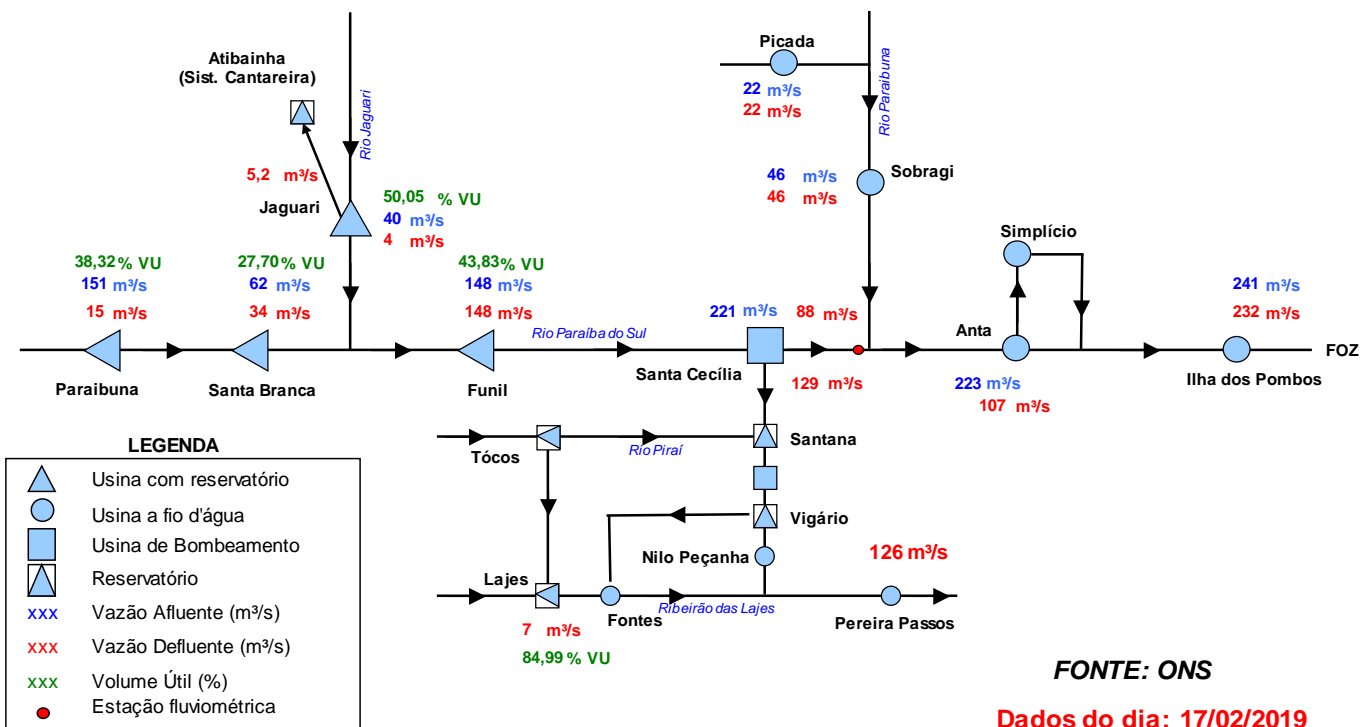 Atibainha
(Sist. Cantareira)
Rio Jaguari
5,2 m³/s
Jaguari
50,05 % VU
40 m³/s
4 m³/s
Picada
22 m³/s
22 m³/s
Rio Paraibuna
46 m³/s
46 m³/s
Sobragi
Simplício
38,32% VU
151 m³/s
15 m³/s
Paraibuna
27,70% VU
62 m³/s
34 m³/s
Santa Branca
43,83% VU
148 m³/s
148 m³/s
Funil
Rio Paraíba do Sul
221 m³/s
88 m³/s
Santa Cecília
129 m³/s
Anta
223 m³/s
107 m³/s
241 m³/s
232 m³/s
Ilha dos Pombos
FOZ
Tócos
Rio Piraí
Santana
Vigário
Nilo Peçanha
126 m³/s
Lajes
7 m³/s
84,99 % VU
Fontes
Ribeirão das Lajes
Pereira Passos
LEGENDA
Usina com reservatório
Usina a fio d'água
Usina de Bombeamento
Reservatório
xxx Vazão Afluente (m³/s)
xxx Vazão Defluente (m³/s)
xxx Volume Útil (%)
Estação fluviométrica
FONTE: ONS
Dados do dia: 17/02/2019